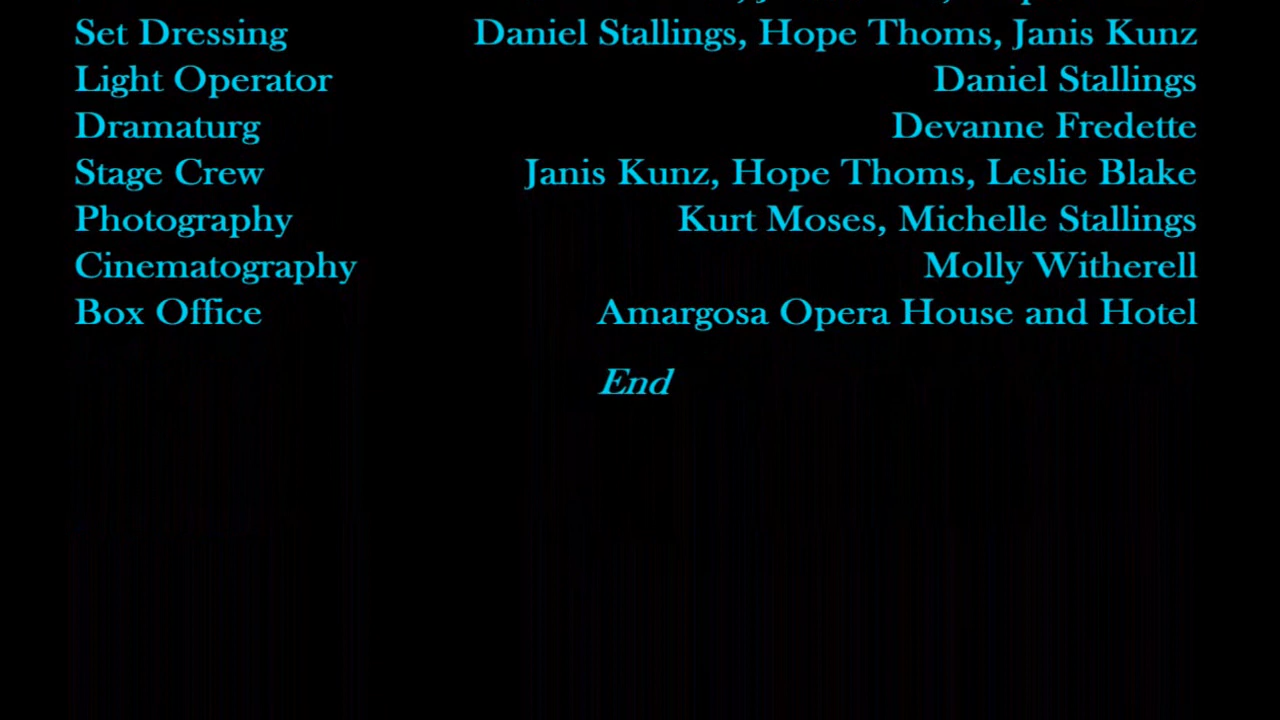 Set Dressing Daniel Stallings, Hope Thoms, Janis Kunz
Light Operator Daniel Stallings
Dramaturg Devanne Fredette
Stage Crew Janis Kunz, Hope Thoms, Leslie Blake
Photography Kurt Moses, Michelle Stallings
Cinematography Molly Witherell
Box Office Amargosa Opera House and Hotel
End